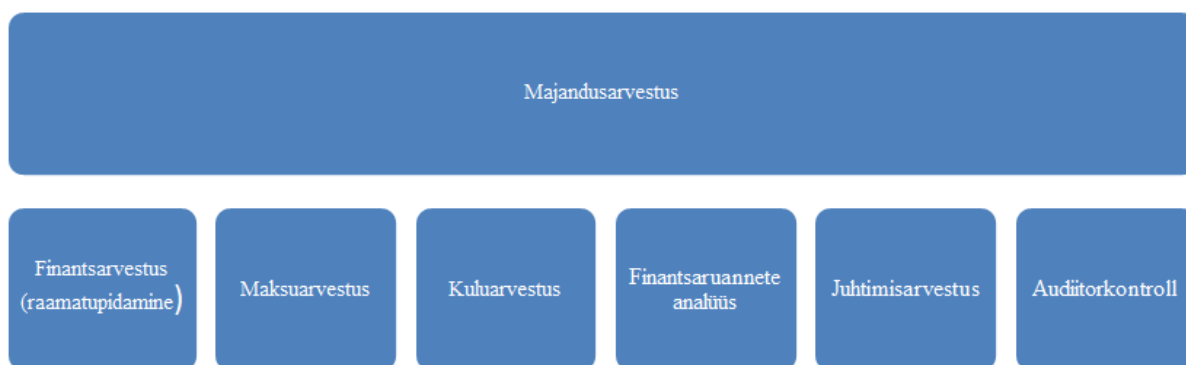 Majandusarvestus
Finantsarvestus
(raamatupidamine)
Maksuarvestus
Kuluarvestus
Finantsaruannete
analüüs
Juhtimisarvestus
Audiitorkontroll